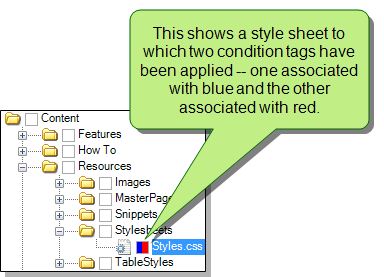 This shows a style sheet to
which two condition tags have
been applied -- one associated
with blue and the other
associated with red.
Content
Features
How To
Resources
Images
MasterPag
Snippets
Stylesheets
Styles.css
TableStyles